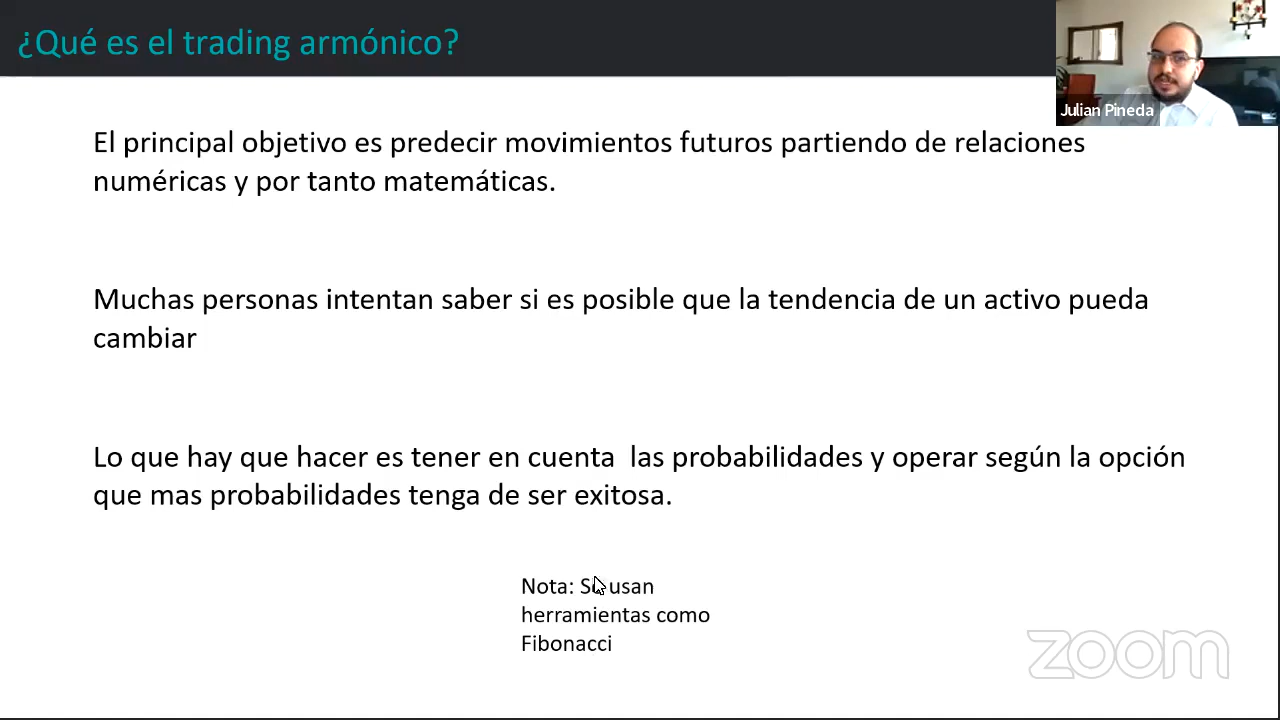 ¿Qué es el trading armónico?
Julian Pineda
El principal objetivo es predecir movimientos futuros partiendo de relaciones
numéricas y por tanto matemáticas.
Muchas personas intentan saber si es posible que la tendencia de un activo pueda
cambiar
Lo que hay que hacer es tener en cuenta  las probabilidades y operar según la opción
que mas probabilidades tenga de ser exitosa.
Nota: Se usan
herramientas como
Fibonacci
zoom